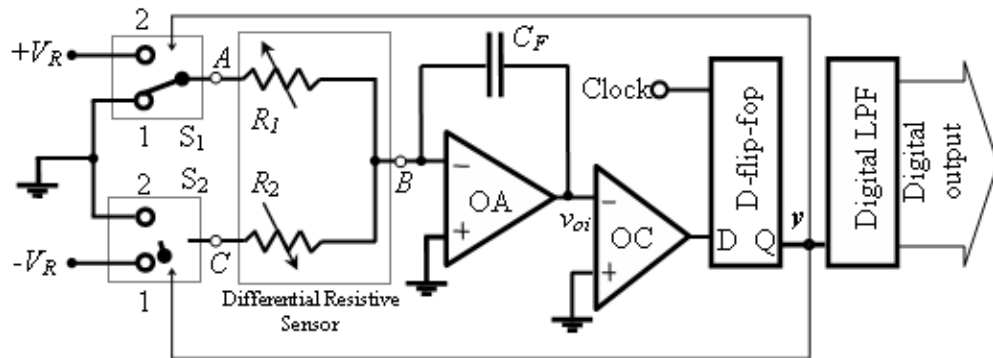 2
+V_R
A
1
S_1
R_1
2
S_2
R_2
-V_R
C
1
Differential Resistive
Sensor
B
C_F
−
+
OA
v_oi
−
+
OC
Clock
D-flip-fop
D
Q
v
Digital LPF
Digital
output